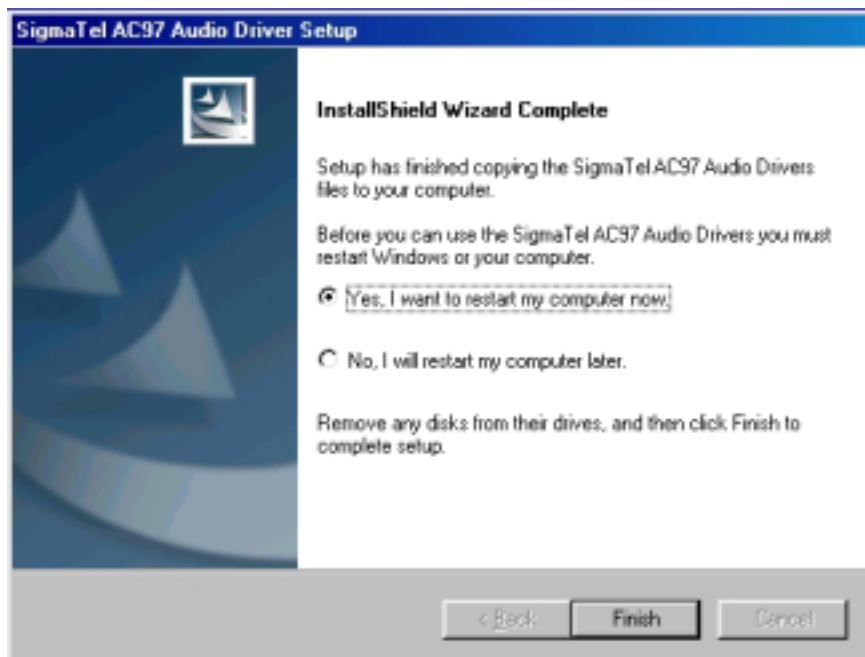 SigmaTel AC97 Audio Driver Setup
InstallShield Wizard Complete
Setup has finished copying the SigmaTel AC97 Audio Drivers
files to your computer.
Before you can use the SigmaTel AC97 Audio Drivers you must
restart Windows or your computer.
Yes, I want to restart my computer now.
No, I will restart my computer later.
Remove any disks from their drives, and then click Finish to
complete setup.
< Back Finish Cancel